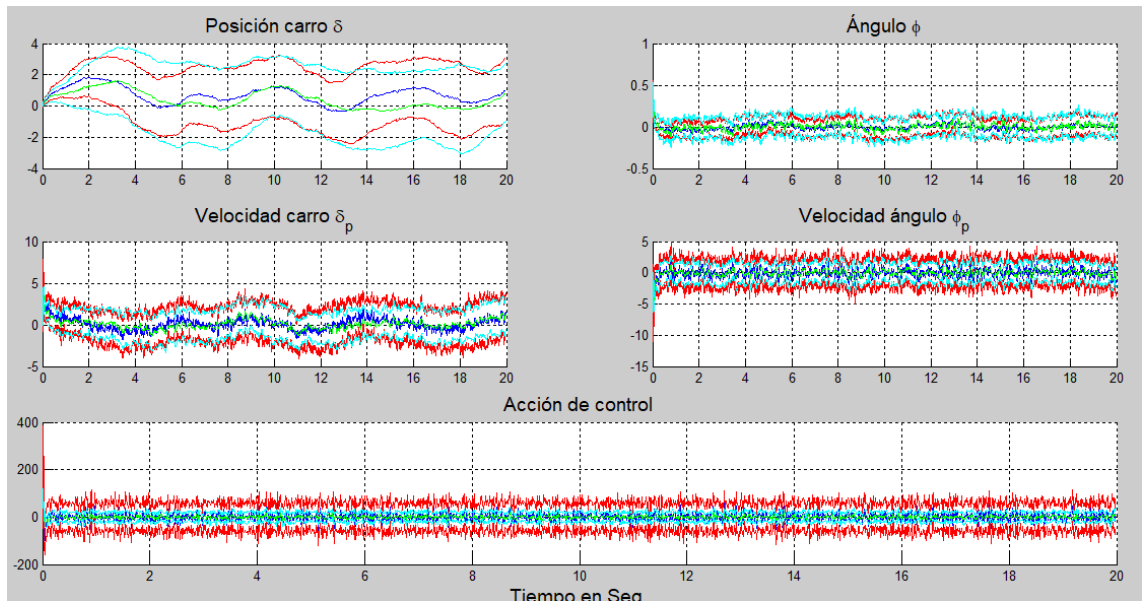 Posición carro δ
4
2
0
-2
-4
0 2 4 6 8 10 12 14 16 18 20
Ángulo ϕ
1
0.5
0
-0.5
0 2 4 6 8 10 12 14 16 18 20
Velocidad carro δp
10
5
0
-5
0 2 4 6 8 10 12 14 16 18 20
Velocidad ángulo ϕp
5
0
-5
-10
-15
0 2 4 6 8 10 12 14 16 18 20
Acción de control
400
200
0
-200
0 2 4 6 8 10 12 14 16 18 20
Tiempo en Seg